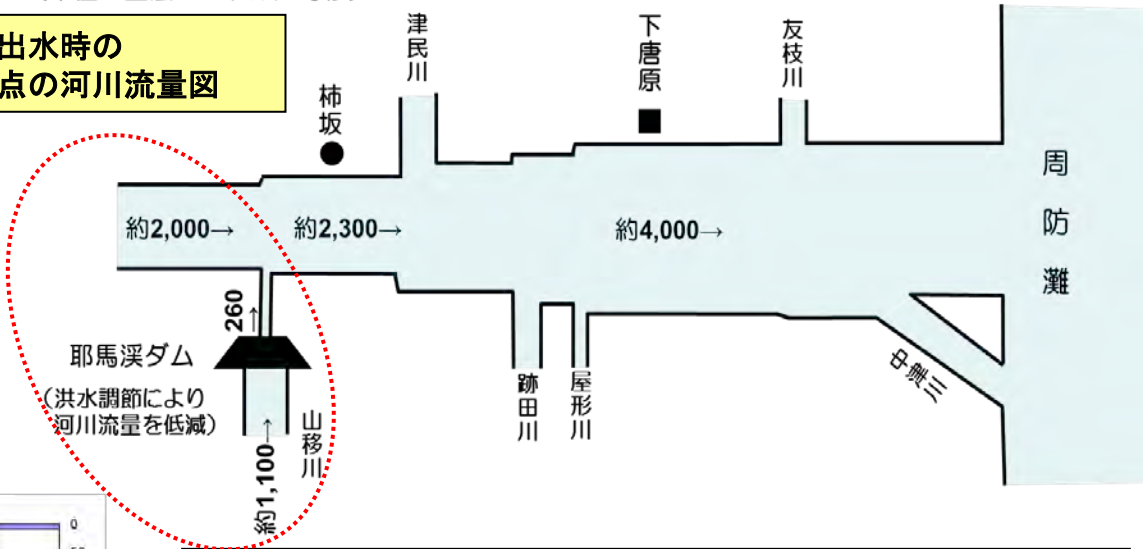 出水時の
点の河川流量図
津民川
下唐原
友枝川
柿坂
周防灘
約2,000→
約2,300→
約4,000→
260→
耶馬渓ダム
（洪水調節により
河川流量を低減）
山移川
約1,100→
跡田川
屋形川
中津川
0